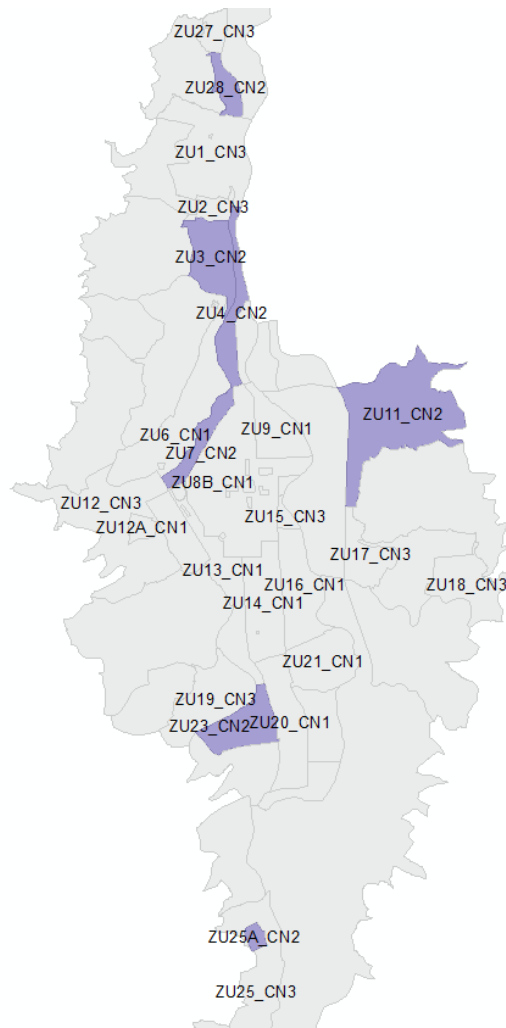 ZU27_CN3
ZU28_CN2
ZU1_CN3
ZU2_CN3
ZU3_CN2
ZU4_CN2
ZU11_CN2
ZU6_CN1
ZU9_CN1
ZU7_CN2
ZU8B_CN1
ZU12_CN3
ZU15_CN3
ZU12A_CN1
ZU17_CN3
ZU13_CN1
ZU16_CN1
ZU18_CN3
ZU14_CN1
ZU21_CN1
ZU19_CN3
ZU23_CN2
ZU20_CN1
ZU25A_CN2
ZU25_CN3